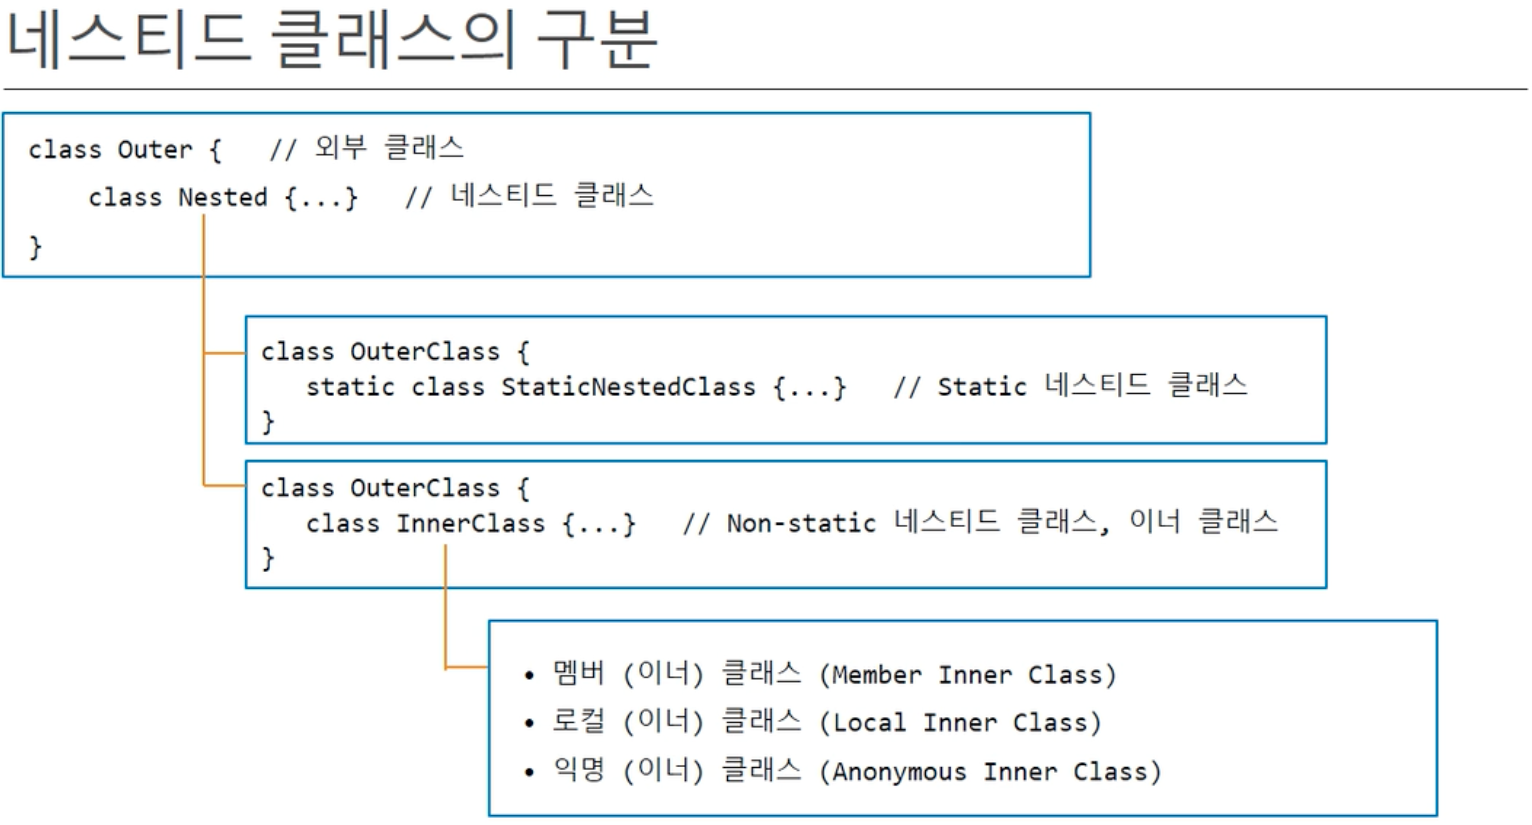 네스티드 클래스의 구분
class Outer { // 외부 클래스
class Nested {...} // 네스티드 클래스
}
class OuterClass {
static class StaticNestedClass {...} // Static 네스티드 클래스
}
class OuterClass {
class InnerClass {...} // Non-static 네스티드 클래스, 이너 클래스
}
• 멤버 (이너) 클래스 (Member Inner Class)
• 로컬 (이너) 클래스 (Local Inner Class)
• 익명 (이너) 클래스 (Anonymous Inner Class)